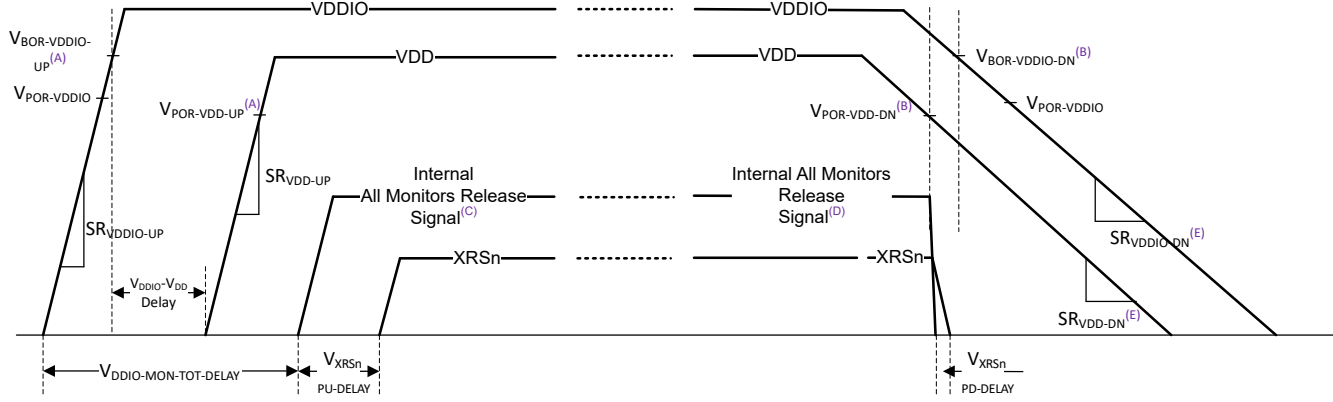 VDDIO
VDDIO
VBOR-VDDIO-
UP(A)
VDD
VDD
VBOR-VDDIO-DN(B)
VPOR-VDDIO
VPOR-VDD-UP(A)
VPOR-VDD-DN(B)
VPOR-VDDIO
SRVDD-UP
Internal
All Monitors Release
Signal(C)
Internal All Monitors
Release
Signal(D)
SRVDDIO-UP
SRVDDIO-DN(E)
XRSn
XRSn
VDDIO-VDD
Delay
SRVDD-DN(E)
VDDIO-MON-TOT-DELAY
VXRSn
PU-DELAY
VXRSn
PD-DELAY